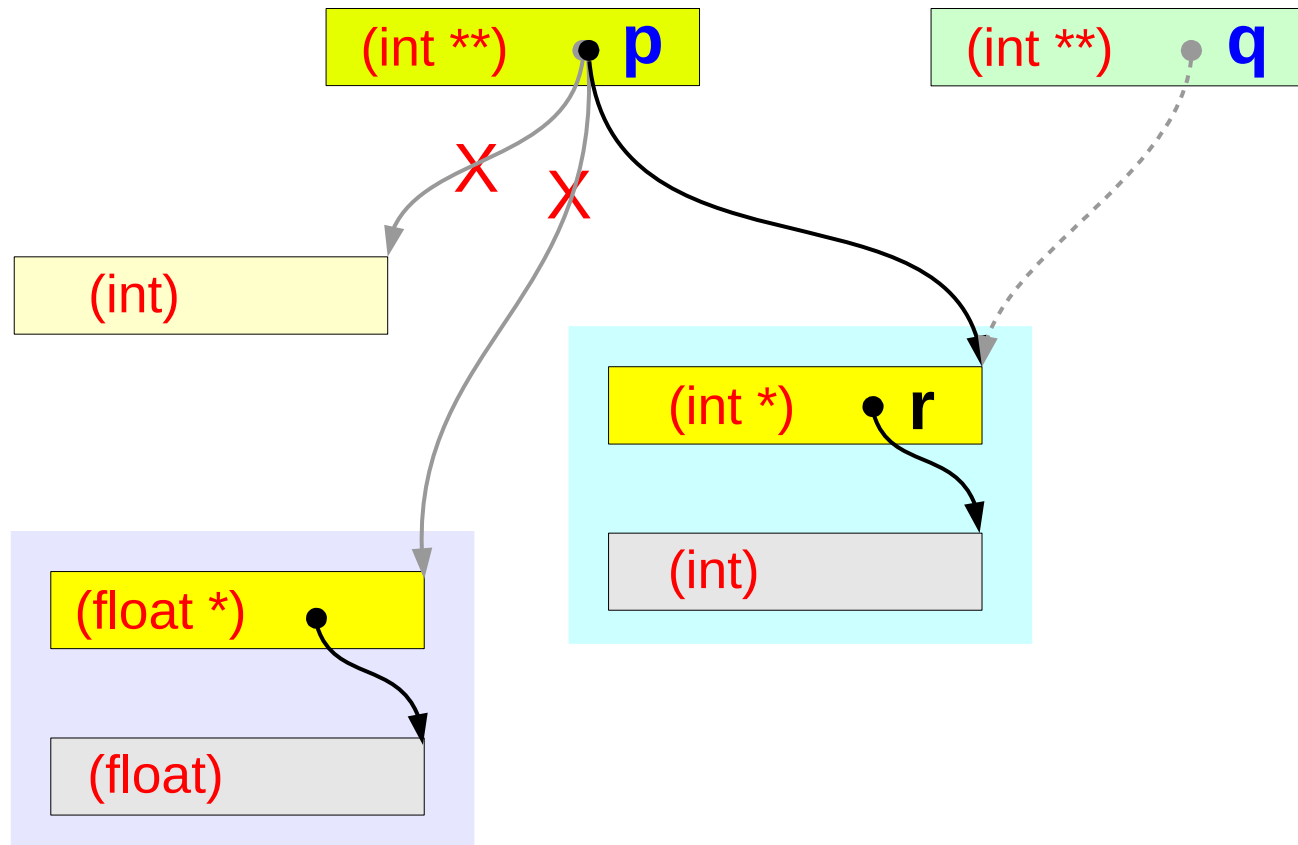 (int **) p
(int **) q
X
X
(int)
(int *) r
(int)
(float *)
(float)